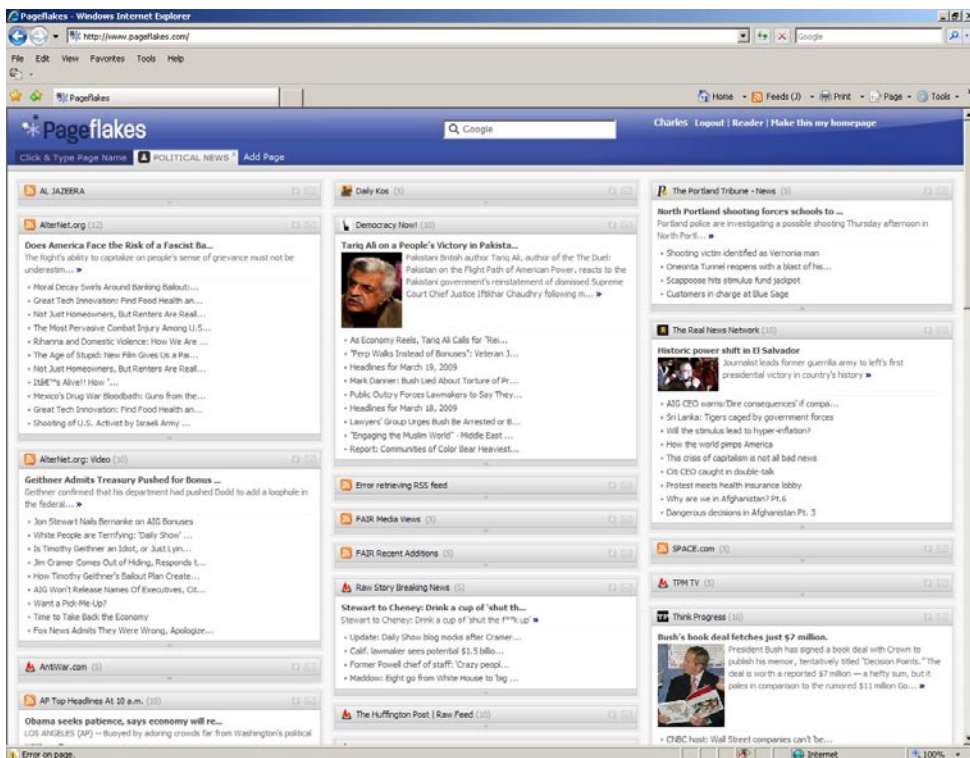 Pageflakes - Windows Internet Explorer
http://www.pageflakes.com/
Google
File Edit View Favorites Tools Help
Pageflakes
Home Feeds (J) Print Page Tools
Pageflakes
Google
Charles Logout | Reader | Make this my homepage
Click & Type Page Name POLITICAL NEWS Add Page
AL JAZEERA
AlterNet.org (12)
Does America Face the Risk of a Fascist Ba...
The Right's ability to capitalize on people's sense of grievance must not be
underestim... »
Moral Decay Swirls Around Banking Bailout:...
Great Tech Innovation: Find Food Health an...
Not Just Homeowners, But Renters Are Reall...
The Most Pervasive Combat Injury Among U.S...
Rihanna and Domestic Violence: How We Are ...
The Age of Stupid: New Film Gives Us a Pai...
Not Just Homeowners, But Renters Are Reall...
Itâ€™s Alive!! How "...
Mexico's Drug War Bloodbath: Guns from the...
Great Tech Innovation: Find Food Health an...
Shooting of U.S. Activist by Israeli Army ...
AlterNet.org: Video (10)
Geithner Admits Treasury Pushed for Bonus ...
Geithner confirmed that his department had pushed Dodd to add a loophole in
the federal... »
Jon Stewart Nails Bernanke on AIG Bonuses
White People are Terrifying: 'Daily Show' ...
Is Timothy Geithner an Idiot, or Just Lyin...
Jim Cramer Comes Out of Hiding, Responds t...
How Timothy Geithner's Bailout Plan Create...
AIG Won't Release Names Of Executives, Cit...
Want a Pick-Me-Up?
Time to Take Back the Economy
Fox News Admits They Were Wrong, Apologize...
AntiWar.com (5)
AP Top Headlines At 10 a.m. (10)
Obama seeks patience, says economy will re...
LOS ANGELES (AP) -- Buoyed by adoring crowds far from Washington's political
Daily Kos (5)
Democracy Now! (10)
Tariq Ali on a People's Victory in Pakista...
Pakistani British author Tariq Ali, author of the The Duel:
Pakistan on the Flight Path of American Power, reacts to the
Pakistani government's reinstatement of dismissed Supreme
Court Chief Justice Iftikhar Chaudhry following m... »
As Economy Reels, Tariq Ali Calls for "Rei...
"Perp Walks Instead of Bonuses": Veteran J...
Headlines for March 19, 2009
Mark Danner: Bush Lied About Torture of Pr...
Public Outcry Forces Lawmakers to Say They...
Headlines for March 18, 2009
Lawyers' Group Urges Bush Be Arrested or B...
"Engaging the Muslim World" - Middle East ...
Report: Communities of Color Bear Heaviest...
Error retrieving RSS feed
FAIR Media Views (5)
FAIR Recent Additions (5)
Raw Story Breaking News (5)
Stewart to Cheney: Drink a cup of 'shut th...
Stewart to Cheney: Drink a cup of 'shut the f**k up' »
Update: Daily Show blog mocks after Cramer...
Calif. lawmaker sees potential $1.5 billio...
Former Powell chief of staff: 'Crazy peopl...
Maddow: Eight go from White House to 'big ...
The Huffington Post | Raw Feed (10)
The Portland Tribune - News (5)
North Portland shooting forces schools to ...
Portland police are investigating a possible shooting Thursday afternoon in
North Portl... »
Shooting victim identified as Vernonia man
Oneonta Tunnel reopens with a blast of his...
Scappoose hits stimulus fund jackpot
Customers in charge at Blue Sage
The Real News Network (10)
Historic power shift in El Salvador
Journalist leads former guerilla army to left's first
presidential victory in country's history »
AIG CEO warns:'Dire consequences' if compa...
Sri Lanka: Tigers caged by government forces
Will the stimulus lead to hyper-inflation?
How the world pimps America
This crisis of capitalism is not all bad news
Citi CEO caught in double-talk
Protest meets health insurance lobby
Why are we in Afghanistan? Pt.6
Dangerous decisions in Afghanistan Pt. 3
SPACE.com (5)
TPM TV (5)
Think Progress (10)
Bush's book deal fetches just $7 million.
President Bush has signed a book deal with Crown to
publish his memoir, tentatively titled "Decision Points." The
deal is worth a reported $7 million — a hefty sum, but it
pales in comparison to the rumored $11 million Go... »
CNBC host: Wall Street companies can't be...
Error on page.
Internet
100%